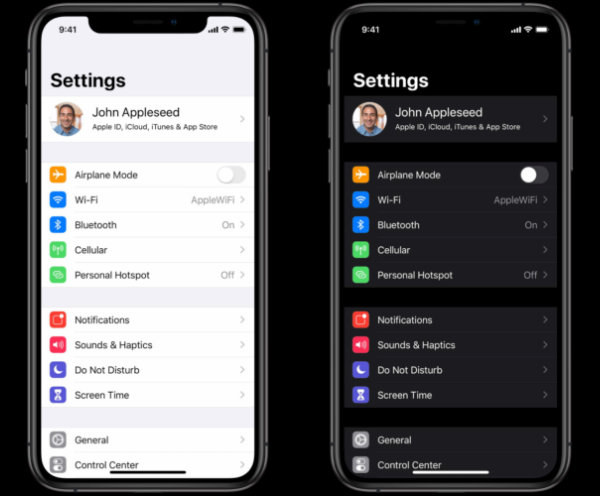 9:41
Settings
John Appleseed
Apple ID, iCloud, iTunes & App Store
Airplane Mode
Wi-Fi AppleWiFi
Bluetooth On
Cellular
Personal Hotspot Off
Notifications
Sounds & Haptics
Do Not Disturb
Screen Time
General
Control Center
9:41
Settings
John Appleseed
Apple ID, iCloud, iTunes & App Store
Airplane Mode
Wi-Fi AppleWiFi
Bluetooth On
Cellular
Personal Hotspot Off
Notifications
Sounds & Haptics
Do Not Disturb
Screen Time
General
Control Center